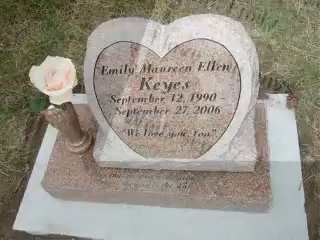 Emily Maureen Ellen
Keyes
September 12, 1990
September 27, 2006
"We love you, too."